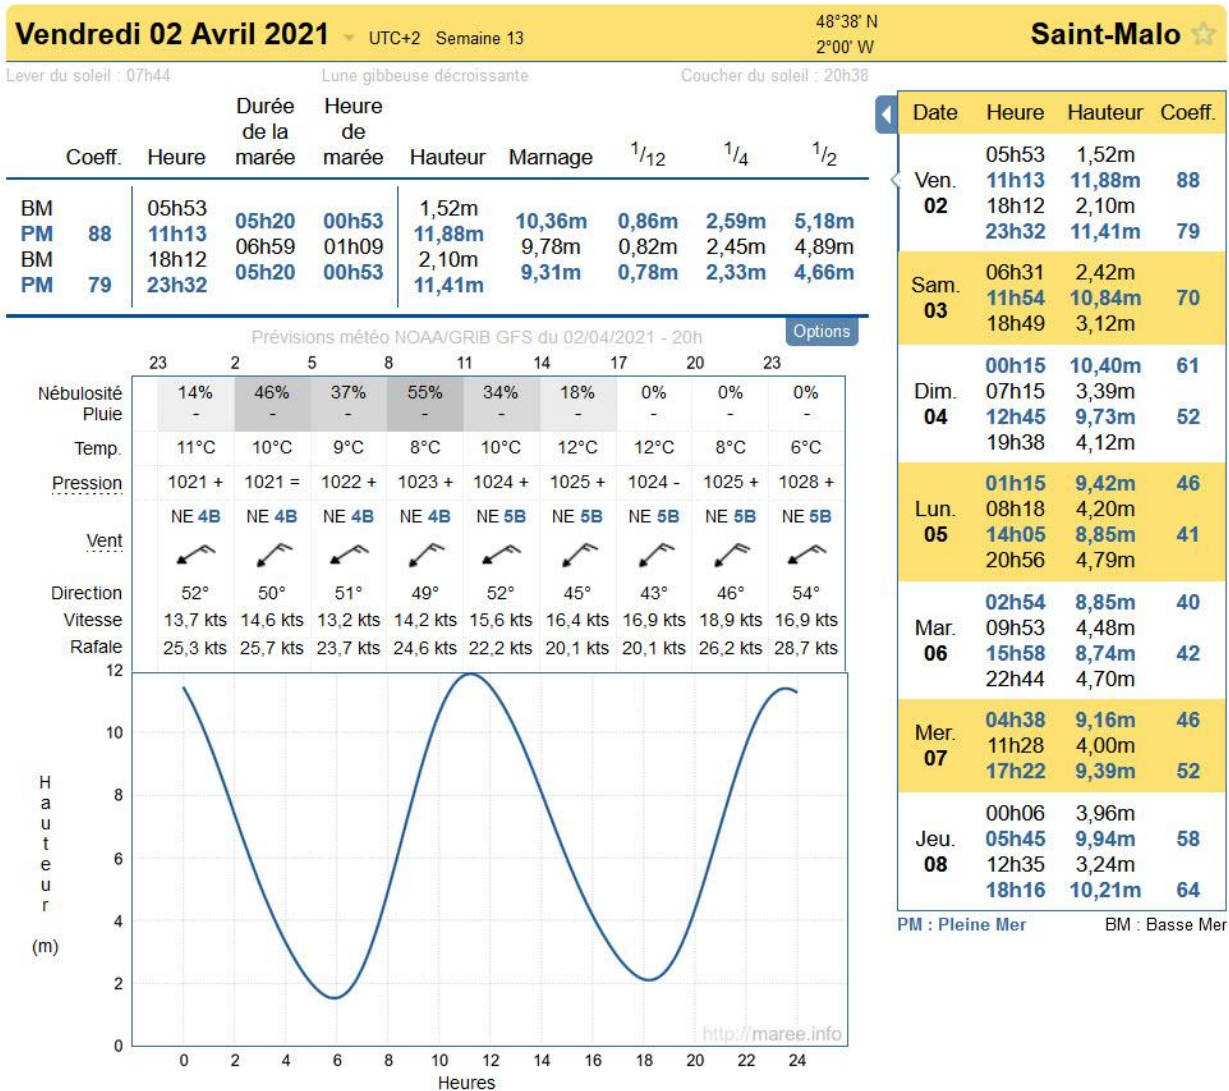 Vendredi 02 Avril 2021 UTC+2 Semaine 13 48°38' N 2°00' W Saint-Malo
Lever du soleil : 07h44 Lune gibbeuse décroissante Coucher du soleil : 20h38
Coeff. Heure Durée de la marée Heure de marée Hauteur Marnage 1/12 1/4 1/2
BM 05h53 1,52m
05h20 00h53 10,36m 0,86m 2,59m 5,18m
PM 88 11h13 11,88m
06h59 01h09 9,78m 0,82m 2,45m 4,89m
BM 18h12 2,10m
05h20 00h53 9,31m 0,78m 2,33m 4,66m
PM 79 23h32 11,41m
Prévisions météo NOAA/GRIB GFS du 02/04/2021 - 20h
Options
23 2 5 8 11 14 17 20 23
Nébulosité 14% 46% 37% 55% 34% 18% 0% 0% 0%
Pluie - - - - - - - - -
Temp. 11°C 10°C 9°C 8°C 10°C 12°C 12°C 8°C 6°C
Pression 1021 + 1021 = 1022 + 1023 + 1024 + 1025 + 1024 - 1025 + 1028 +
NE 4B NE 4B NE 4B NE 4B NE 5B NE 5B NE 5B NE 5B NE 5B
Vent
Direction 52° 50° 51° 49° 52° 45° 43° 46° 54°
Vitesse 13,7 kts 14,6 kts 13,2 kts 14,2 kts 15,6 kts 16,4 kts 16,9 kts 18,9 kts 16,9 kts
Rafale 25,3 kts 25,7 kts 23,7 kts 24,6 kts 22,2 kts 20,1 kts 20,1 kts 26,2 kts 28,7 kts
12
10
8
6
4
2
0
Hauteur
(m)
http://maree.info
0 2 4 6 8 10 12 14 16 18 20 22 24
Heures
Date Heure Hauteur Coeff.
Ven. 02
05h53 1,52m
11h13 11,88m 88
18h12 2,10m
23h32 11,41m 79
Sam. 03
06h31 2,42m
11h54 10,84m 70
18h49 3,12m
Dim. 04
00h15 10,40m 61
07h15 3,39m
12h45 9,73m 52
19h38 4,12m
Lun. 05
01h15 9,42m 46
08h18 4,20m
14h05 8,85m 41
20h56 4,79m
Mar. 06
02h54 8,85m 40
09h53 4,48m
15h58 8,74m 42
22h44 4,70m
Mer. 07
04h38 9,16m 46
11h28 4,00m
17h22 9,39m 52
Jeu. 08
00h06 3,96m
05h45 9,94m 58
12h35 3,24m
18h16 10,21m 64
PM : Pleine Mer BM : Basse Mer